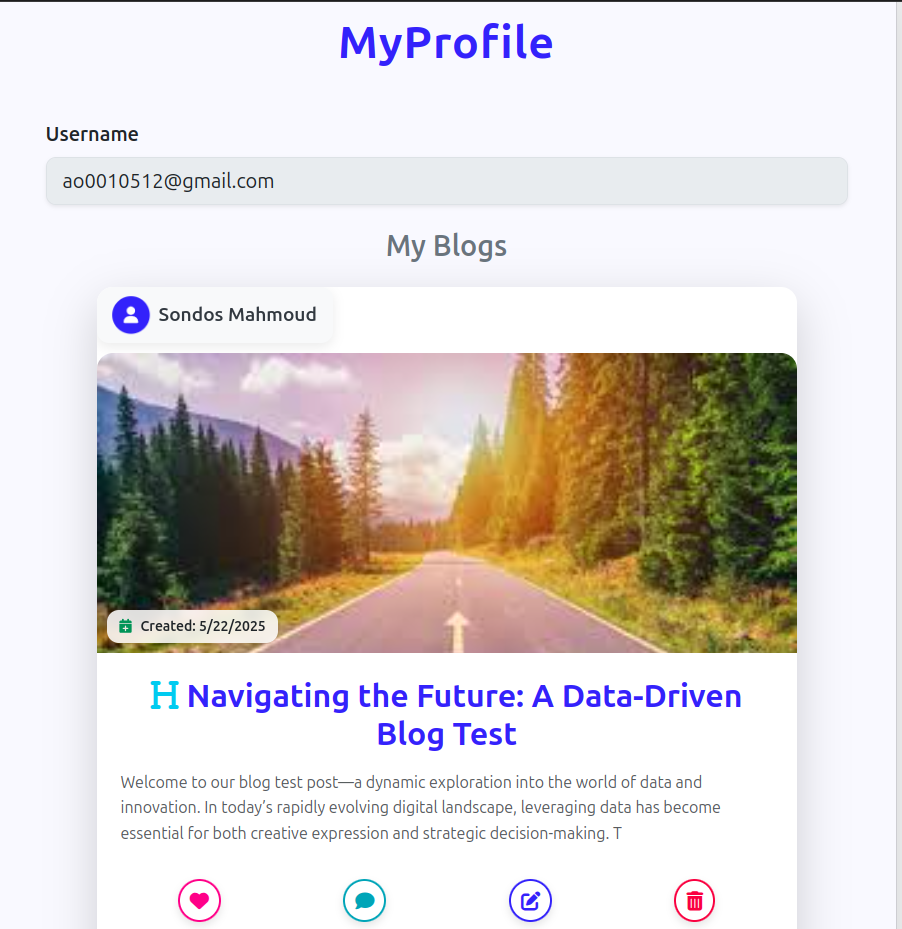 MyProfile
Username
ao0010512@gmail.com
My Blogs
Sondos Mahmoud
Created: 5/22/2025
Navigating the Future: A Data-Driven
Blog Test
Welcome to our blog test post—a dynamic exploration into the world of data and
innovation. In today’s rapidly evolving digital landscape, leveraging data has become
essential for both creative expression and strategic decision-making. T